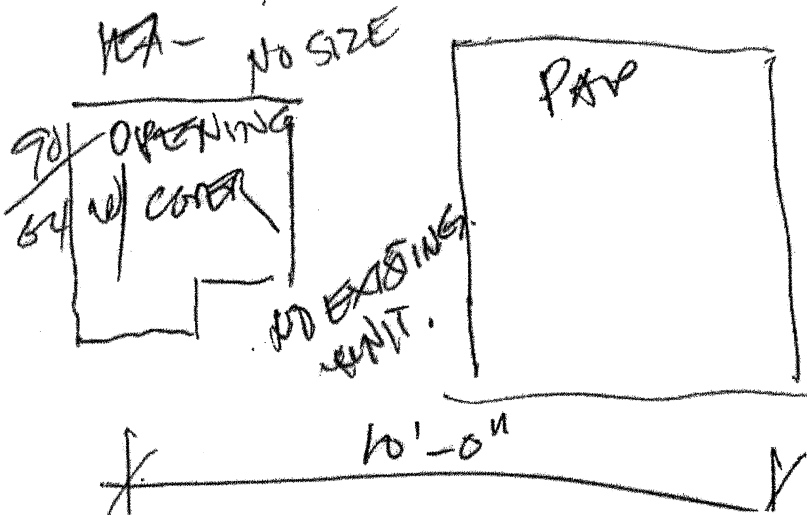 NO SIZE
PAD
OPENING
W/ COVER
NO EXISTING
UNIT.
10'-0"